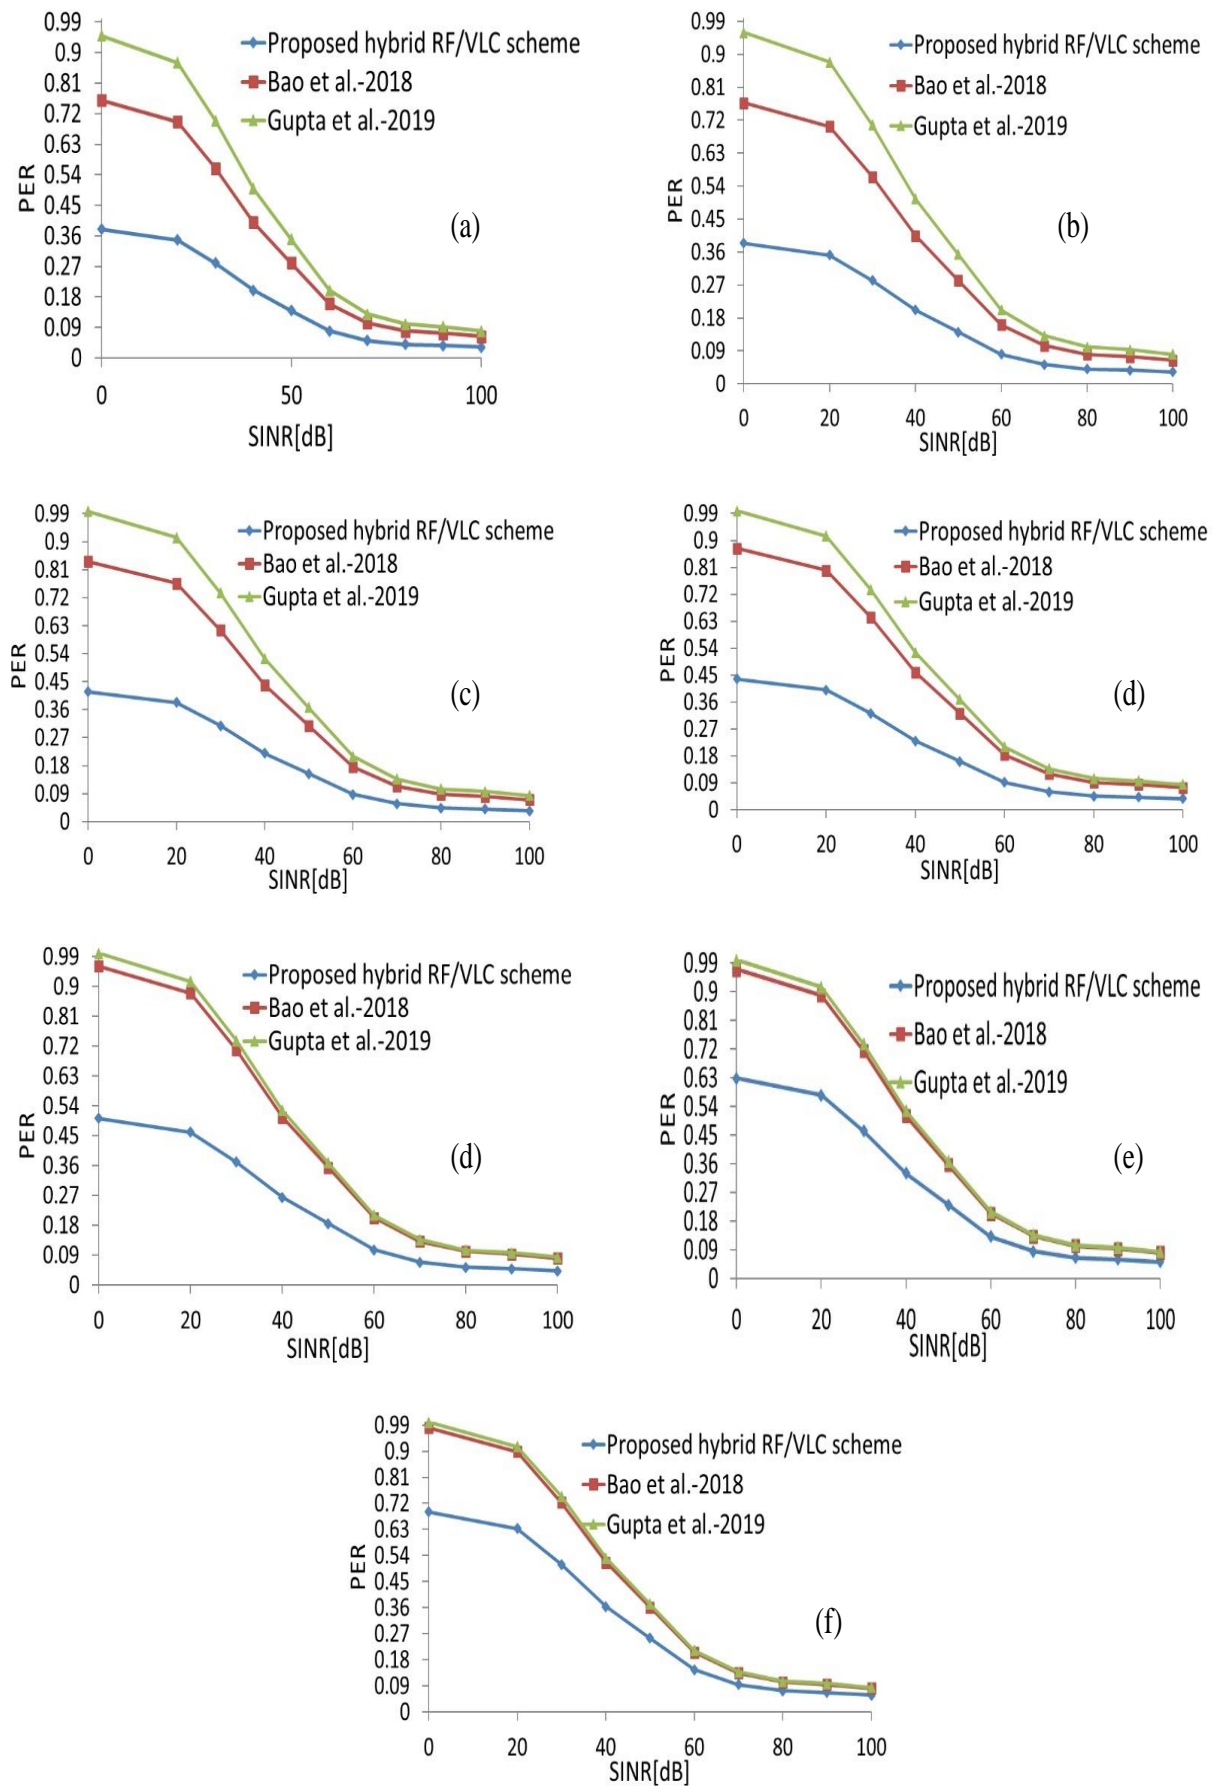 0.99
0.9
0.81
0.72
0.63
0.54
0.45
0.36
0.27
0.18
0.09
0
PER
Proposed hybrid RF/VLC scheme
Bao et al.-2018
Gupta et al.-2019
(a)
0 50 100
SINR[dB]
0.99
0.9
0.81
0.72
0.63
0.54
0.45
0.36
0.27
0.18
0.09
0
PER
Proposed hybrid RF/VLC scheme
Bao et al.-2018
Gupta et al.-2019
(b)
0 20 40 60 80 100
SINR[dB]
0.99
0.9
0.81
0.72
0.63
0.54
0.45
0.36
0.27
0.18
0.09
0
PER
Proposed hybrid RF/VLC scheme
Bao et al.-2018
Gupta et al.-2019
(c)
0 20 40 60 80 100
SINR[dB]
0.99
0.9
0.81
0.72
0.63
0.54
0.45
0.36
0.27
0.18
0.09
0
PER
Proposed hybrid RF/VLC scheme
Bao et al.-2018
Gupta et al.-2019
(d)
0 20 40 60 80 100
SINR[dB]
0.99
0.9
0.81
0.72
0.63
0.54
0.45
0.36
0.27
0.18
0.09
0
PER
Proposed hybrid RF/VLC scheme
Bao et al.-2018
Gupta et al.-2019
(d)
0 20 40 60 80 100
SINR[dB]
0.99
0.9
0.81
0.72
0.63
0.54
0.45
0.36
0.27
0.18
0.09
0
PER
Proposed hybrid RF/VLC scheme
Bao et al.-2018
Gupta et al.-2019
(e)
0 20 40 60 80 100
SINR[dB]
0.99
0.9
0.81
0.72
0.63
0.54
0.45
0.36
0.27
0.18
0.09
0
PER
Proposed hybrid RF/VLC scheme
Bao et al.-2018
Gupta et al.-2019
(f)
0 20 40 60 80 100
SINR[dB]